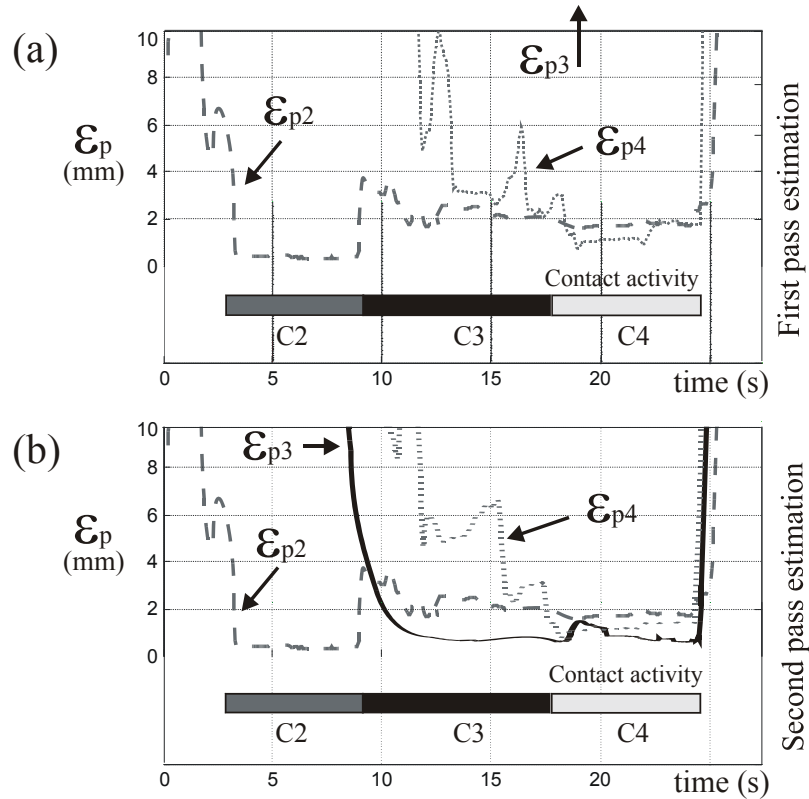 (a)
10
8
6
4
2
0
εp
(mm)
εp2
εp3
εp4
Contact activity
C2
C3
C4
0
5
10
15
20
time (s)
First pass estimation
(b)
10
8
6
4
2
0
εp
(mm)
εp3
εp2
εp4
Contact activity
C2
C3
C4
0
5
10
15
20
time (s)
Second pass estimation